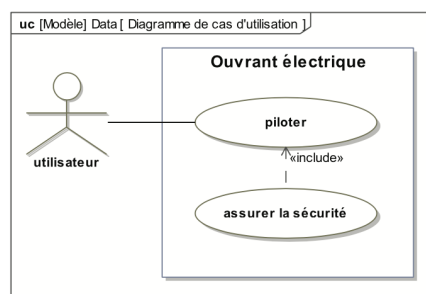 uc [Modèle] Data [ Diagramme de cas d'utilisation ]
Ouvrant électrique
piloter
utilisateur
«include»
assurer la sécurité